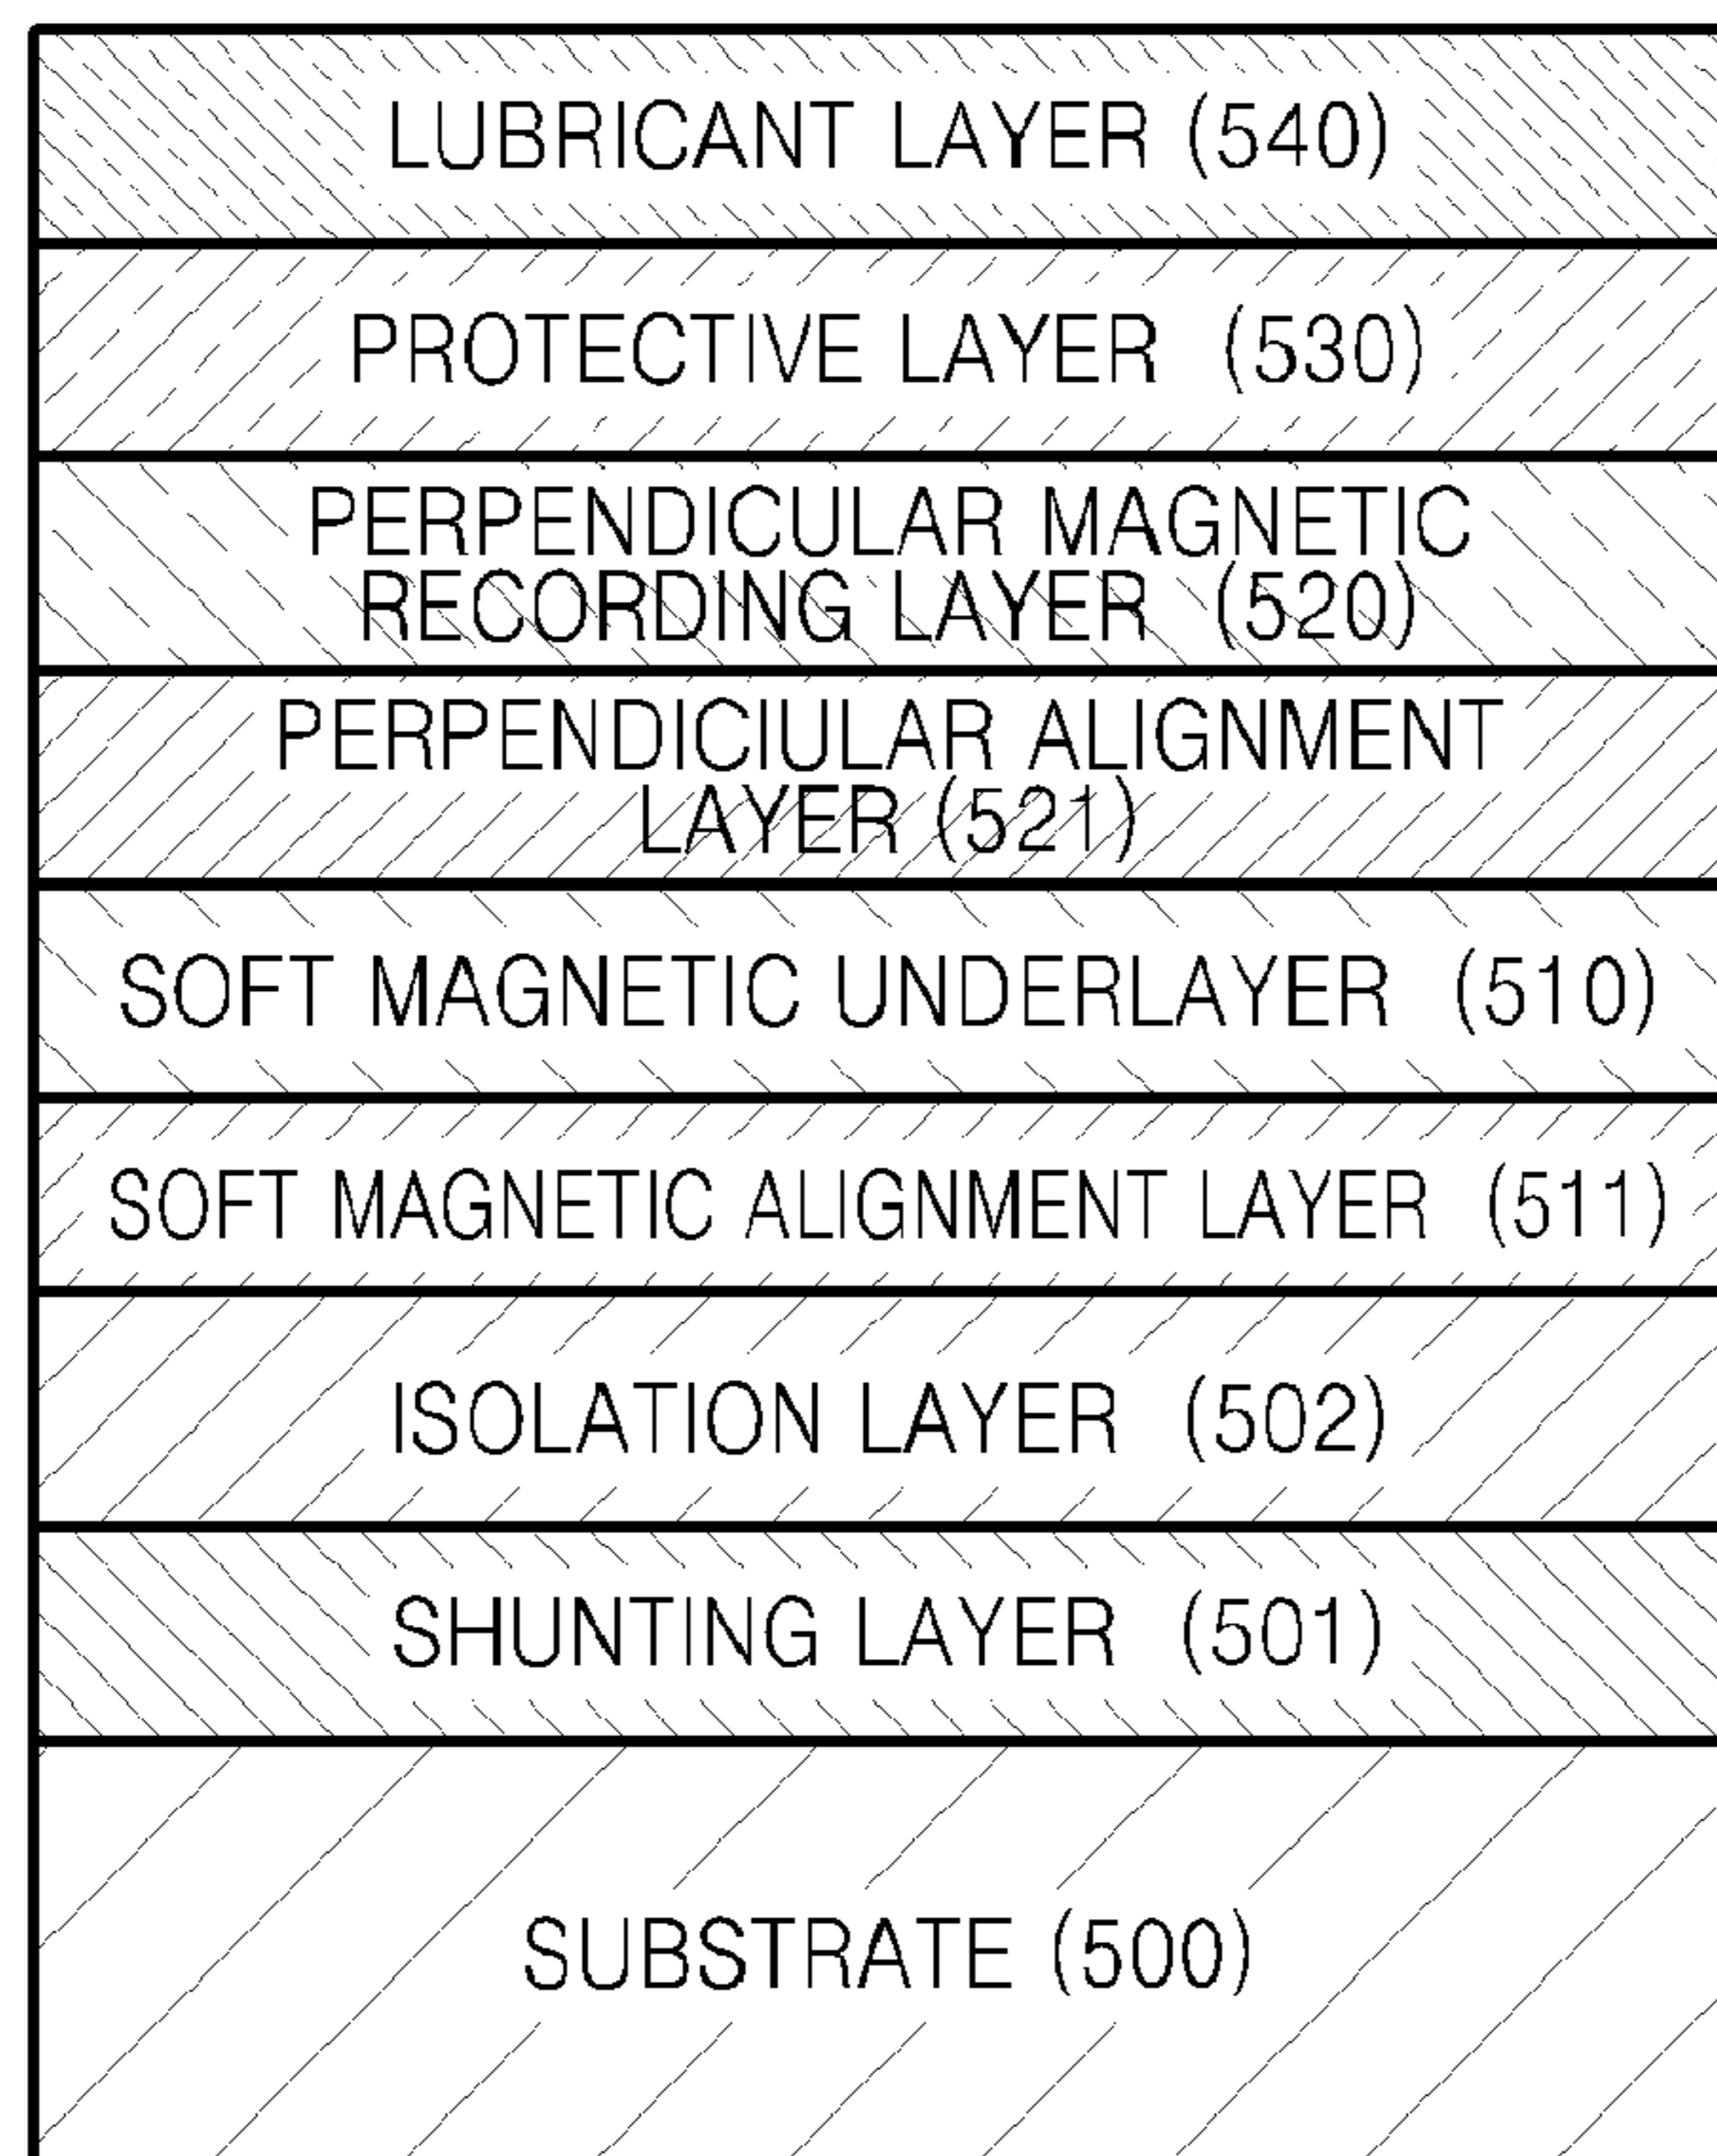 LUBRICANT LAYER (540)
PROTECTIVE LAYER (530)
PERPENDICULAR MAGNETIC
RECORDING LAYER (520)
PERPENDICIULAR ALIGNMENT
LAYER (521)
SOFT MAGNETIC UNDERLAYER (510)
SOFT MAGNETIC ALIGNMENT LAYER (511)
ISOLATION LAYER (502)
SHUNTING LAYER (501)
SUBSTRATE (500)